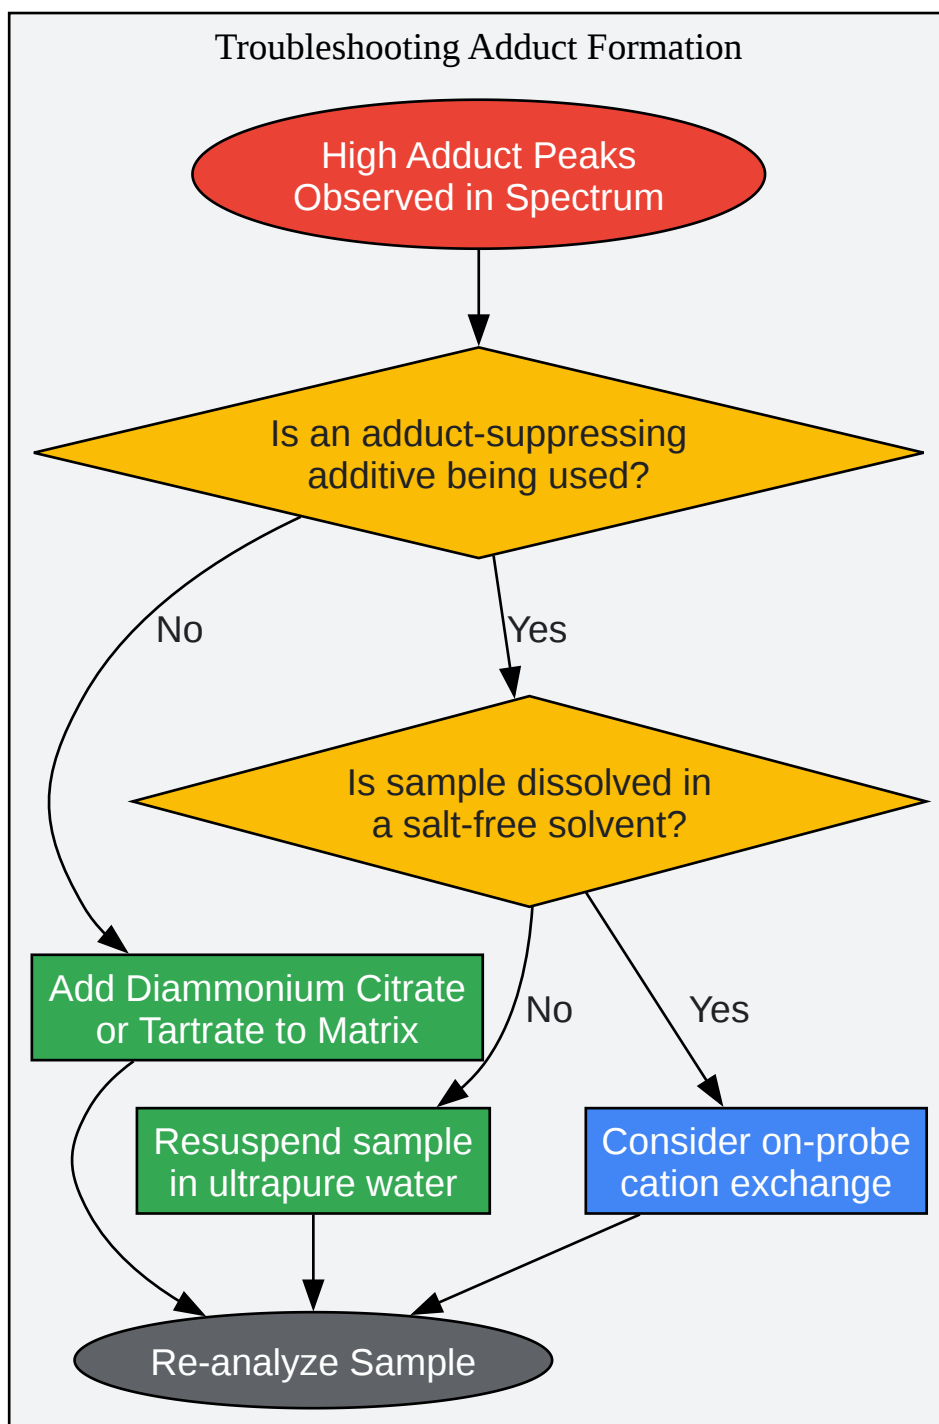 Troubleshooting Adduct Formation
High Adduct Peaks
Observed in Spectrum
Is an adduct-suppressing
additive being used?
No
Yes
Is sample dissolved in
a salt-free solvent?
Add Diammonium Citrate
or Tartrate to Matrix
No
Yes
Resuspend sample
in ultrapure water
Consider on-probe
cation exchange
Re-analyze Sample